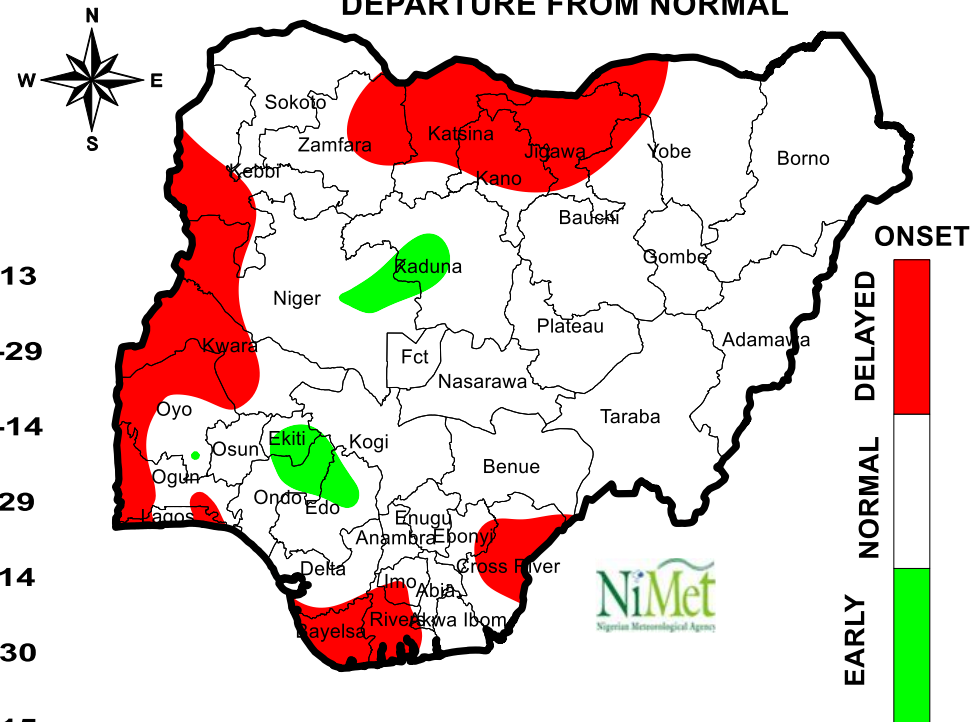 DEPARTURE FROM NORMAL
N
W E
S
Sokoto
Zamfara
Katsina
Jigawa
Yobe
Borno
Kebbi
Kano
Bauchi
Gombe
Kaduna
Niger
Plateau
Adamawa
Kwara
Fct
Nasarawa
Oyo
Taraba
Ekiti
Kogi
Osun
Benue
Ogun
Ondo
Edo
Lagos
Enugu
Anambra
Ebonyi
Delta
Cross River
Imo
Abia
Rivers
Akwa Ibom
Bayelsa
NiMet
Nigerian Meteorological Agency
ONSET
DELAYED
NORMAL
EARLY
13
-29
-14
29
14
30